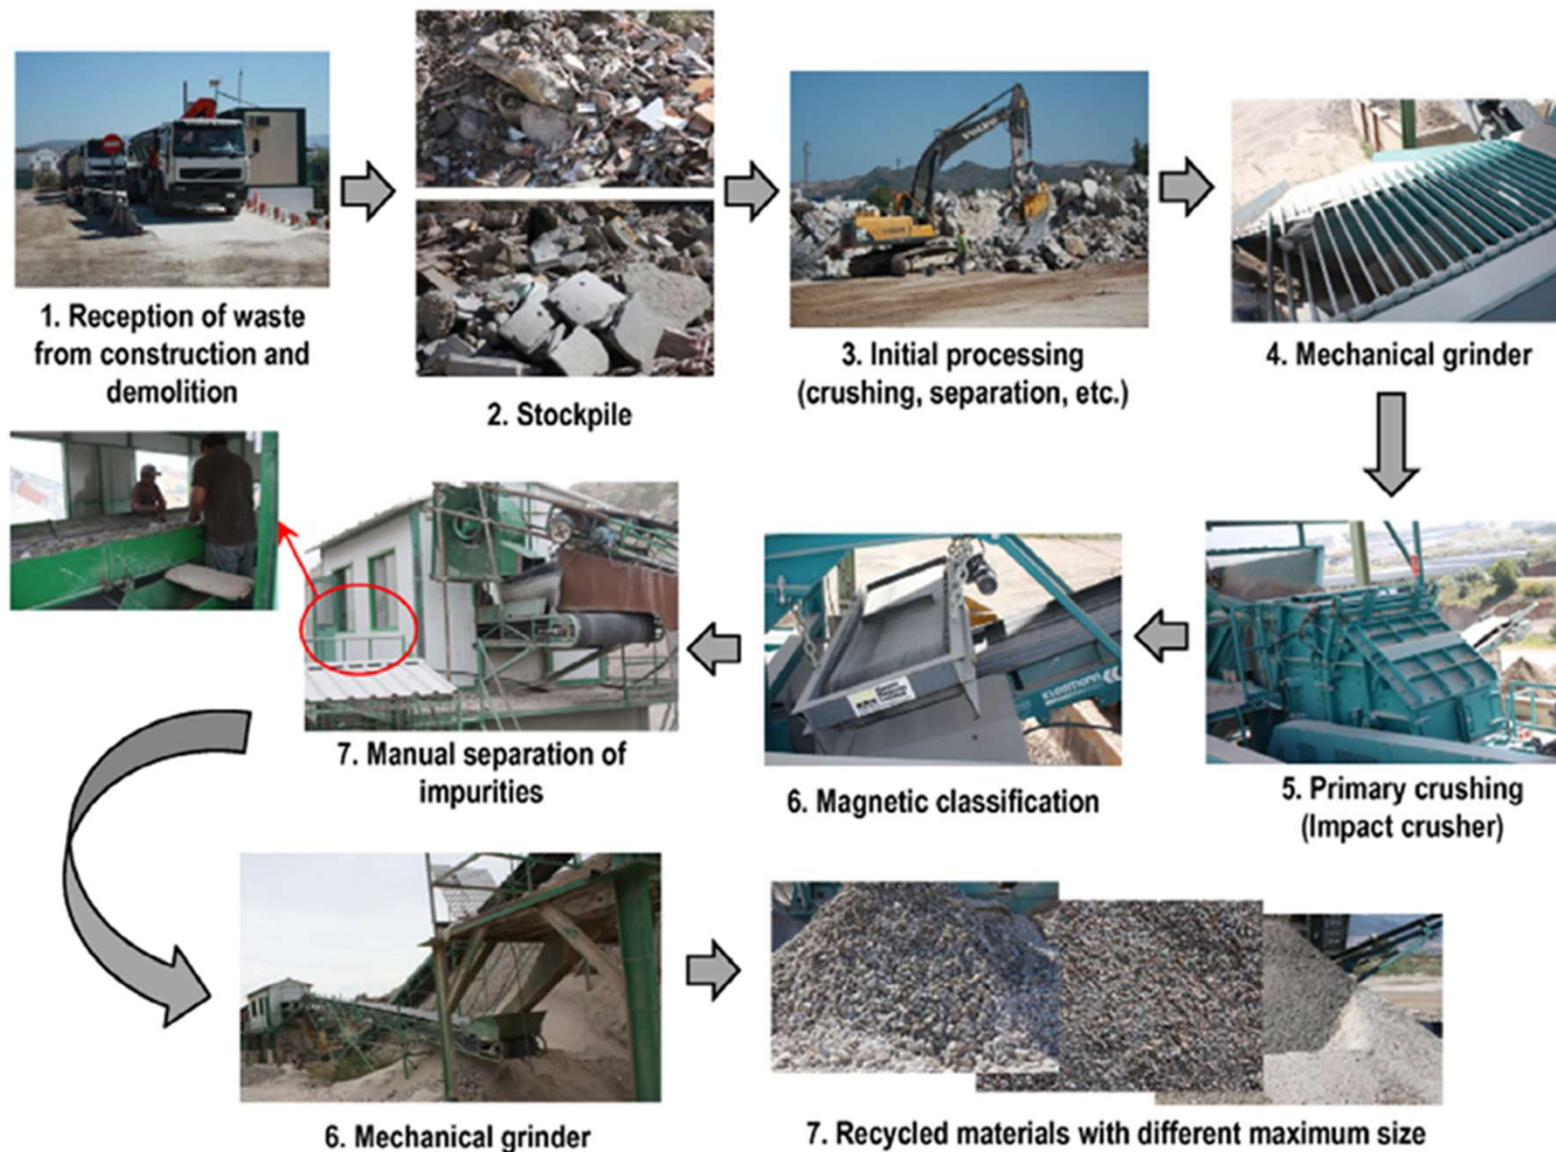 1. Reception of waste
from construction and
demolition
2. Stockpile
3. Initial processing
(crushing, separation, etc.)
4. Mechanical grinder
5. Primary crushing
(Impact crusher)
KLEEMANN
6. Magnetic classification
7. Manual separation of
impurities
6. Mechanical grinder
7. Recycled materials with different maximum size